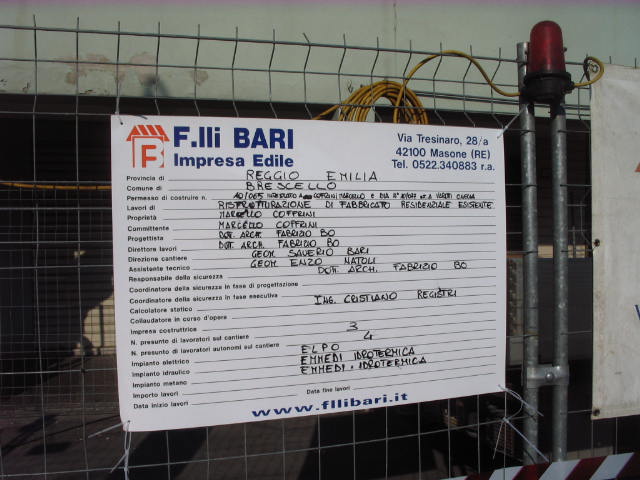 F.lli BARI
Impresa Edile
Via Tresinaro, 28/a
42100 Masone (RE)
Tel. 0522.340883 r.a.
Provincia di REGGIO EMILIA
Comune di BRESCELLO
Permesso di costruire n. INTESTATO A COFFRINI MARCELLO E DIA
Lavori di RISTRUTTURAZIONE DI FABBRICATO RESIDENZIALE ESISTENTE
Proprietà MARCELLO COFFRINI
Committente MARCELLO COFFRINI
Progettista DOTT. ARCH. FABRIZIO BO
Direttore lavori DOTT. ARCH. FABRIZIO BO
Direzione cantiere GEOM. SAVERIO BARI
Assistente tecnico GEOM. ENZO NATOLI
Responsabile della sicurezza DOTT. ARCH. FABRIZIO BO
Coordinatore della sicurezza in fase di progettazione
Coordinatore della sicurezza in fase esecutiva
Calcolatore statico ING. CRISTIANO REGISTRI
Collaudatore in corso d'opera
Impresa costruttrice
N. presunto di lavoratori sul cantiere 3
N. presunto di lavoratori autonomi sul cantiere 4
Impianto elettrico ELPO
Impianto idraulico EMMEDI IDROTERMICA
Impianto metano EMMEDI IDROTERMICA
Importo lavori
Data inizio lavori Data fine lavori
www.fllibari.it